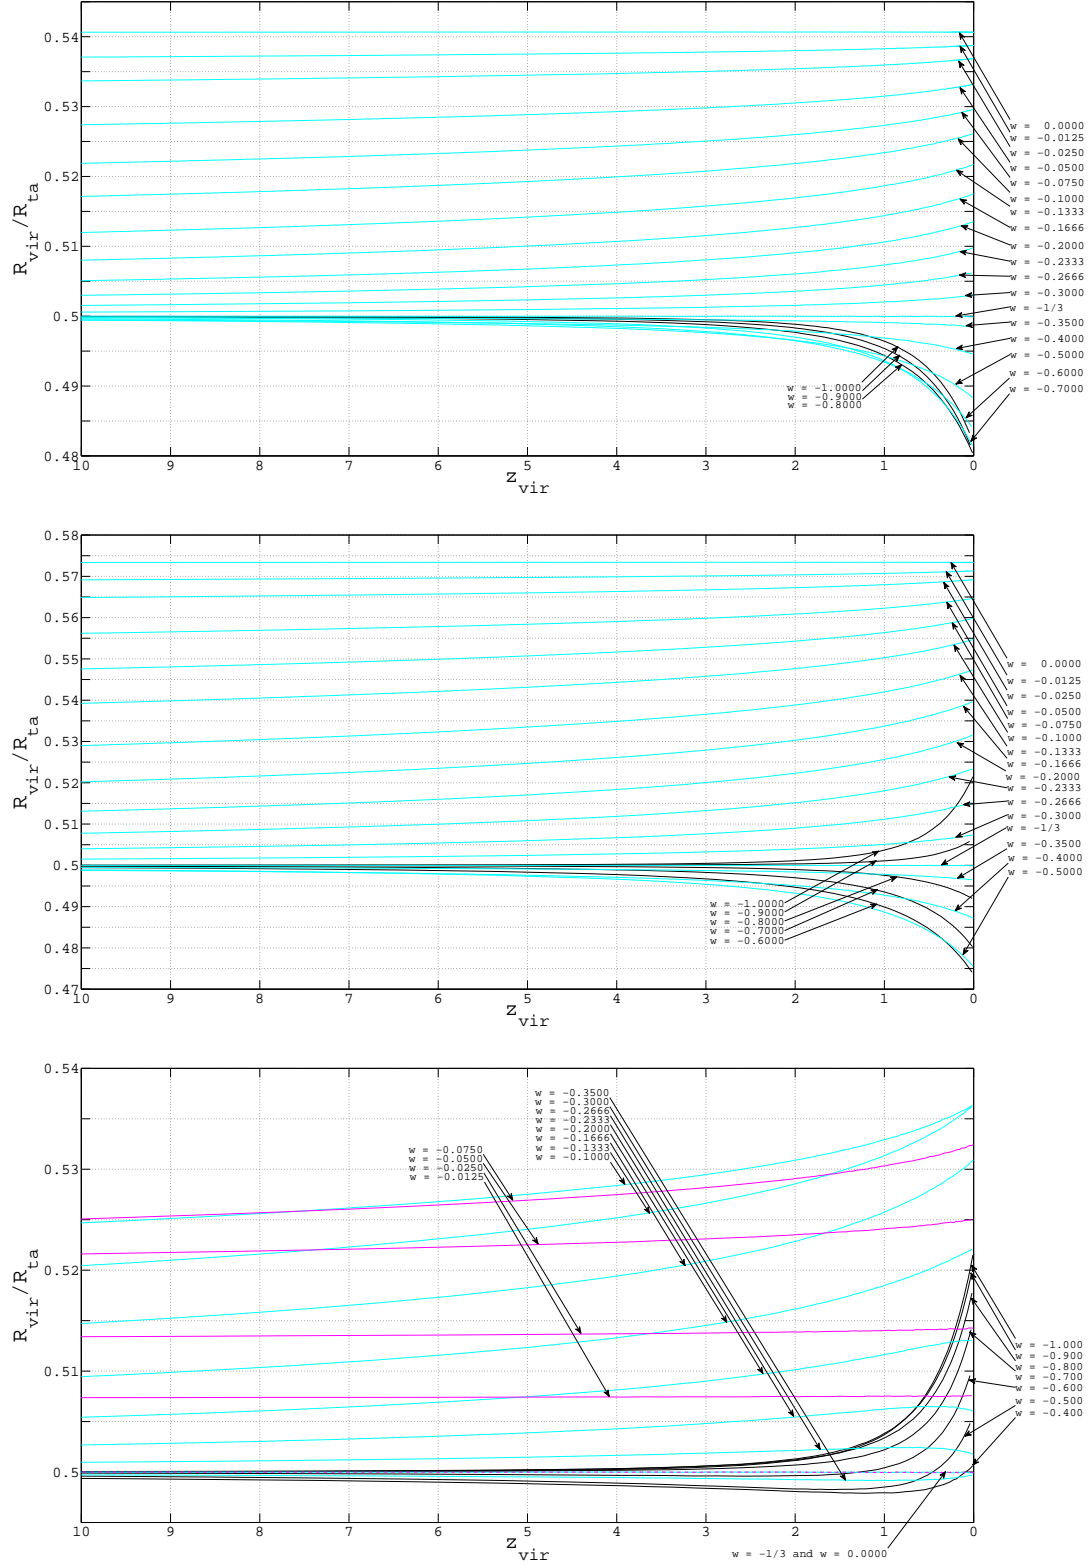 0.54
0.53
0.52
0.51
0.5
0.49
0.48
R_vir/R_ta
10 9 8 7 6 5 4 3 2 1 0
z_vir
w = 0.0000
w = -0.0125
w = -0.0250
w = -0.0500
w = -0.0750
w = -0.1000
w = -0.1333
w = -0.1666
w = -0.2000
w = -0.2333
w = -0.2666
w = -0.3000
w = -1/3
w = -0.3500
w = -0.4000
w = -0.5000
w = -0.6000
w = -0.7000
w = -1.0000
w = -0.9000
w = -0.8000
0.58
0.57
0.56
0.55
0.54
0.53
0.52
0.51
0.5
0.49
0.48
0.47
R_vir/R_ta
10 9 8 7 6 5 4 3 2 1 0
z_vir
w = 0.0000
w = -0.0125
w = -0.0250
w = -0.0500
w = -0.0750
w = -0.1000
w = -0.1333
w = -0.1666
w = -0.2000
w = -0.2333
w = -0.2666
w = -0.3000
w = -1/3
w = -0.3500
w = -0.4000
w = -0.5000
w = -1.0000
w = -0.9000
w = -0.8000
w = -0.7000
w = -0.6000
0.54
0.53
0.52
0.51
0.5
R_vir/R_ta
10 9 8 7 6 5 4 3 2 1 0
z_vir
w = -0.3500
w = -0.3000
w = -0.2666
w = -0.2333
w = -0.2000
w = -0.1666
w = -0.1333
w = -0.1000
w = -0.0750
w = -0.0500
w = -0.0250
w = -0.0125
w = -1.000
w = -0.900
w = -0.800
w = -0.700
w = -0.600
w = -0.500
w = -0.400
w = -1/3 and w = 0.0000